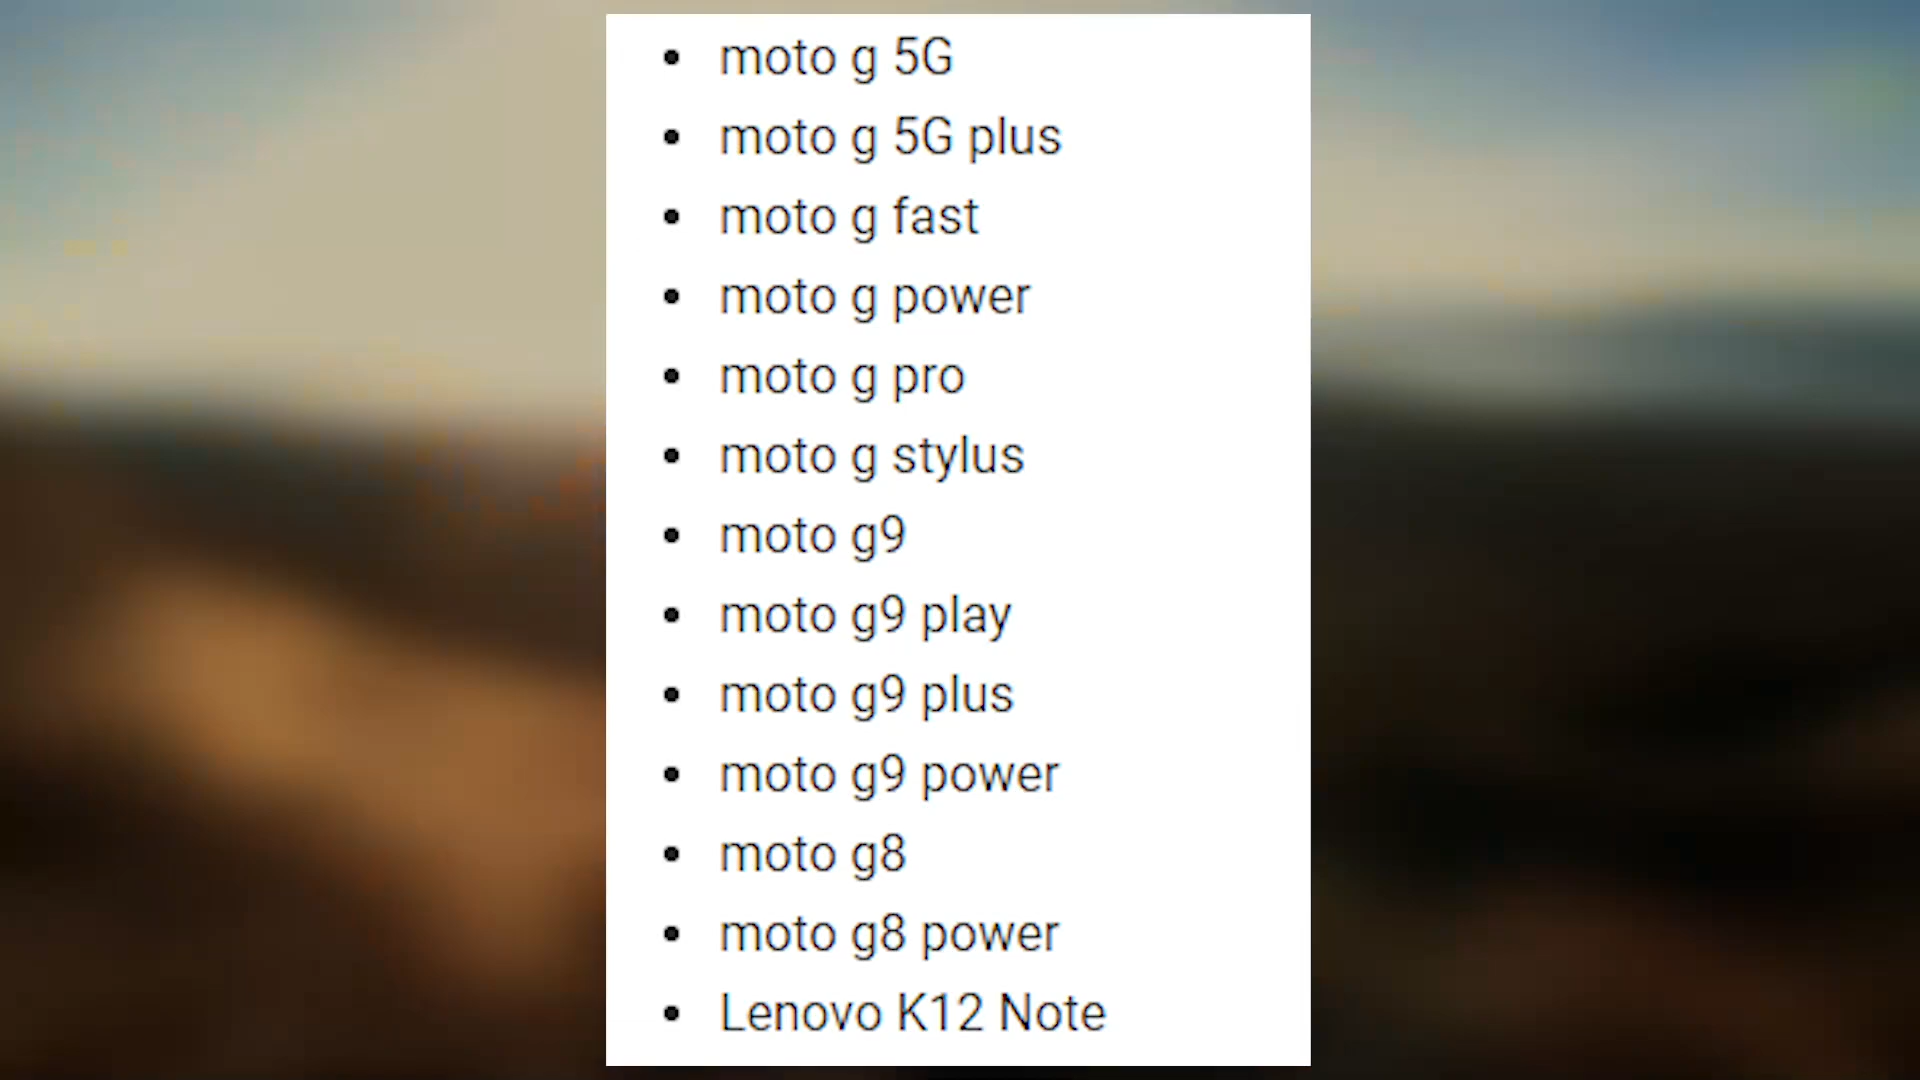 moto g 5G
moto g 5G plus
moto g fast
moto g power
moto g pro
moto g stylus
moto g9
moto g9 play
moto g9 plus
moto g9 power
moto g8
moto g8 power
Lenovo K12 Note